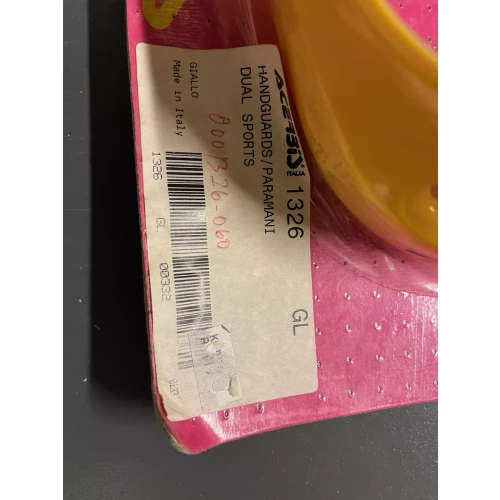 ACERBIS
ITALIA
1326
HANDGUARDS/PARAMANI
DUAL SPORTS
GL
0001326-060
GIALLO
Made in Italy
1326 GL 00332